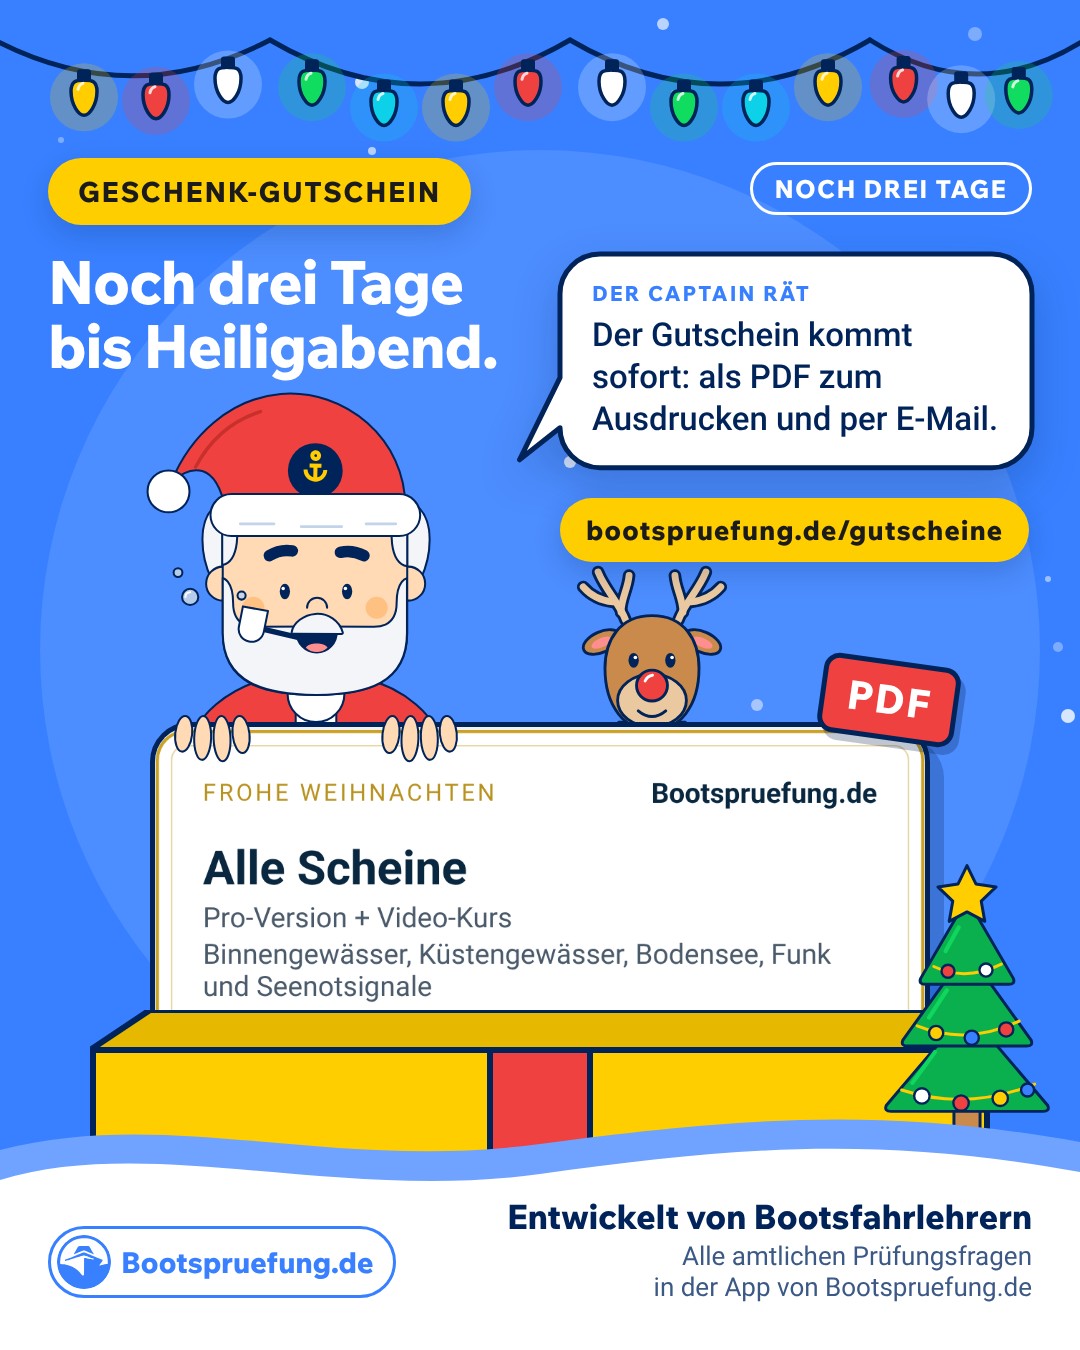 GESCHENK-GUTSCHEIN
NOCH DREI TAGE
Noch drei Tage
bis Heiligabend.
DER CAPTAIN RÄT
Der Gutschein kommt
sofort: als PDF zum
Ausdrucken und per E-Mail.
bootspruefung.de/gutscheine
PDF
FROHE WEIHNACHTEN
Bootspruefung.de
Alle Scheine
Pro-Version + Video-Kurs
Binnengewässer, Küstengewässer, Bodensee, Funk
und Seenotsignale
Bootspruefung.de
Entwickelt von Bootsfahrlehrern
Alle amtlichen Prüfungsfragen
in der App von Bootspruefung.de